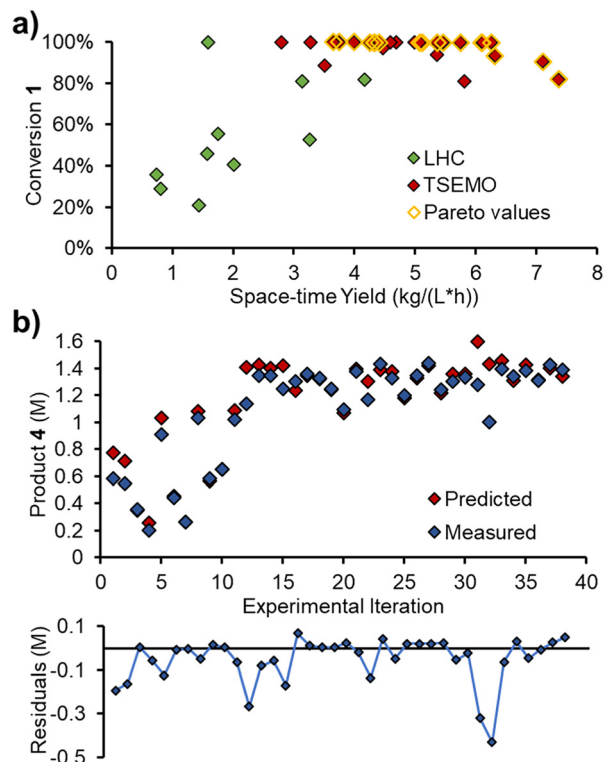 a)
Conversion 1
100%
80%
60%
40%
20%
0%
LHC
TSEMO
Pareto values
0 1 2 3 4 5 6 7 8
Space-time Yield (kg/(L*h))
b)
Product 4 (M)
1.6
1.4
1.2
1
0.8
0.6
0.4
0.2
0
Predicted
Measured
0 5 10 15 20 25 30 35 40
Experimental Iteration
Residuals (M)
0.1
-0.1
-0.3
-0.5